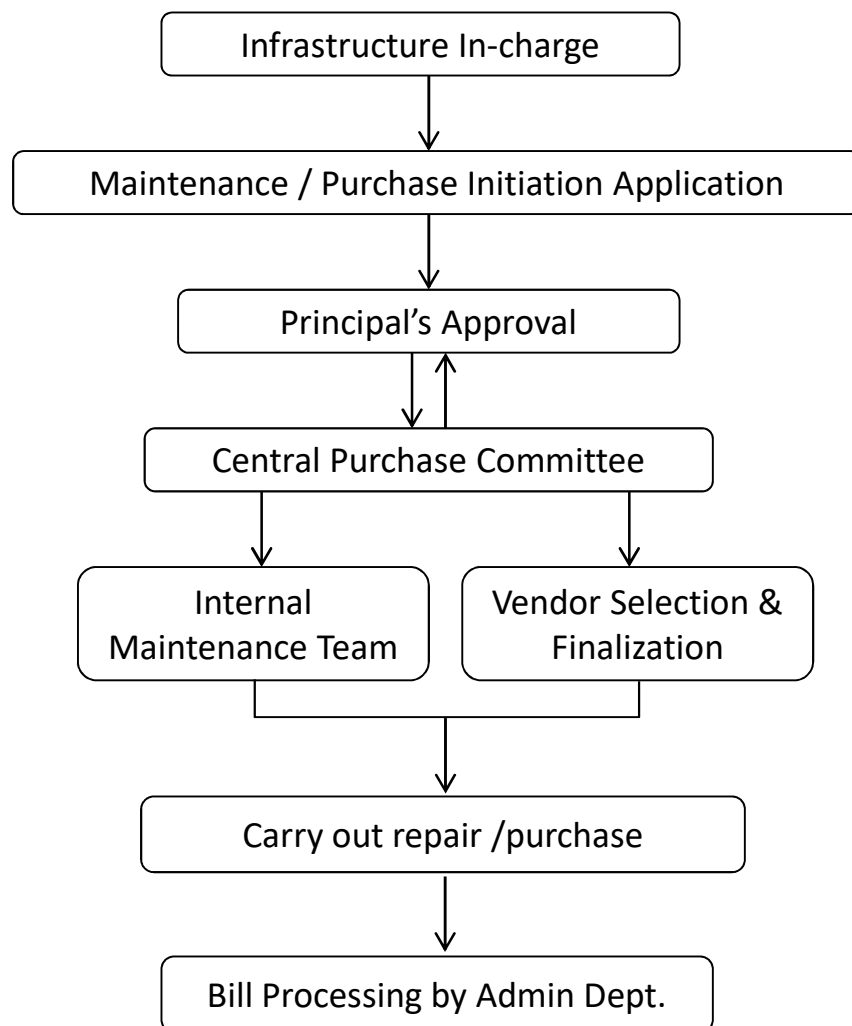 Infrastructure In-charge
Maintenance / Purchase Initiation Application
Principal’s Approval
Central Purchase Committee
Internal
Maintenance Team
Vendor Selection &
Finalization
Carry out repair /purchase
Bill Processing by Admin Dept.